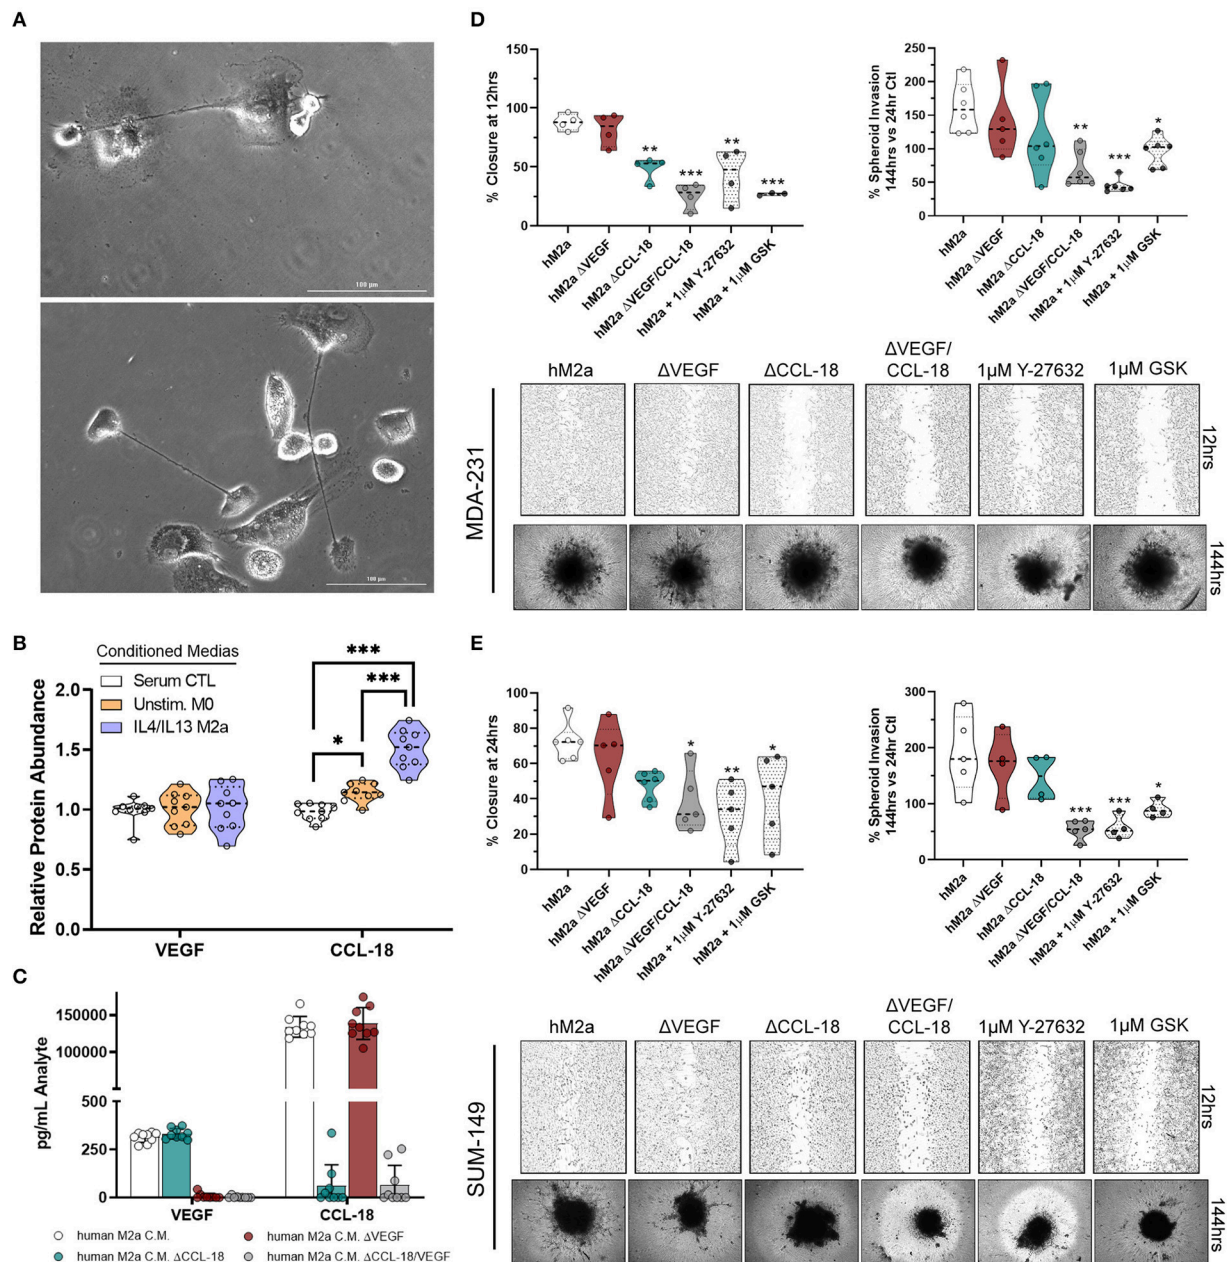 A
100 μm
100 μm
B
Conditioned Medias
Serum CTL
Unstim. M0
IL4/IL13 M2a
Relative Protein Abundance
2.0
1.5
1.0
0.5
0.0
***
***
*
VEGF
CCL-18
C
pg/mL Analyte
150000
100000
500
250
0
VEGF
CCL-18
human M2a C.M.
human M2a C.M. ΔVEGF
human M2a C.M. ΔCCL-18
human M2a C.M. ΔCCL-18/VEGF
D
% Closure at 12hrs
150
100
50
0
**
***
**
***
hM2a
hM2a ΔVEGF
hM2a ΔCCL-18
hM2a ΔVEGF/CCL-18
hM2a + 1μM Y-27632
hM2a + 1μM GSK
% Spheroid Invasion
144hrs vs 24hr Ctl
250
200
150
100
50
0
**
***
*
hM2a
hM2a ΔVEGF
hM2a ΔCCL-18
hM2a ΔVEGF/CCL-18
hM2a + 1μM Y-27632
hM2a + 1μM GSK
MDA-231
hM2a
ΔVEGF
ΔCCL-18
ΔVEGF/
CCL-18
1μM Y-27632
1μM GSK
12hrs
144hrs
E
% Closure at 24hrs
100
80
60
40
20
0
*
**
*
hM2a
hM2a ΔVEGF
hM2a ΔCCL-18
hM2a ΔVEGF/CCL-18
hM2a + 1μM Y-27632
hM2a + 1μM GSK
% Spheroid Invasion
144hrs vs 24hr Ctl
300
200
100
0
***
***
*
hM2a
hM2a ΔVEGF
hM2a ΔCCL-18
hM2a ΔVEGF/CCL-18
hM2a + 1μM Y-27632
hM2a + 1μM GSK
SUM-149
hM2a
ΔVEGF
ΔCCL-18
ΔVEGF/
CCL-18
1μM Y-27632
1μM GSK
12hrs
144hrs